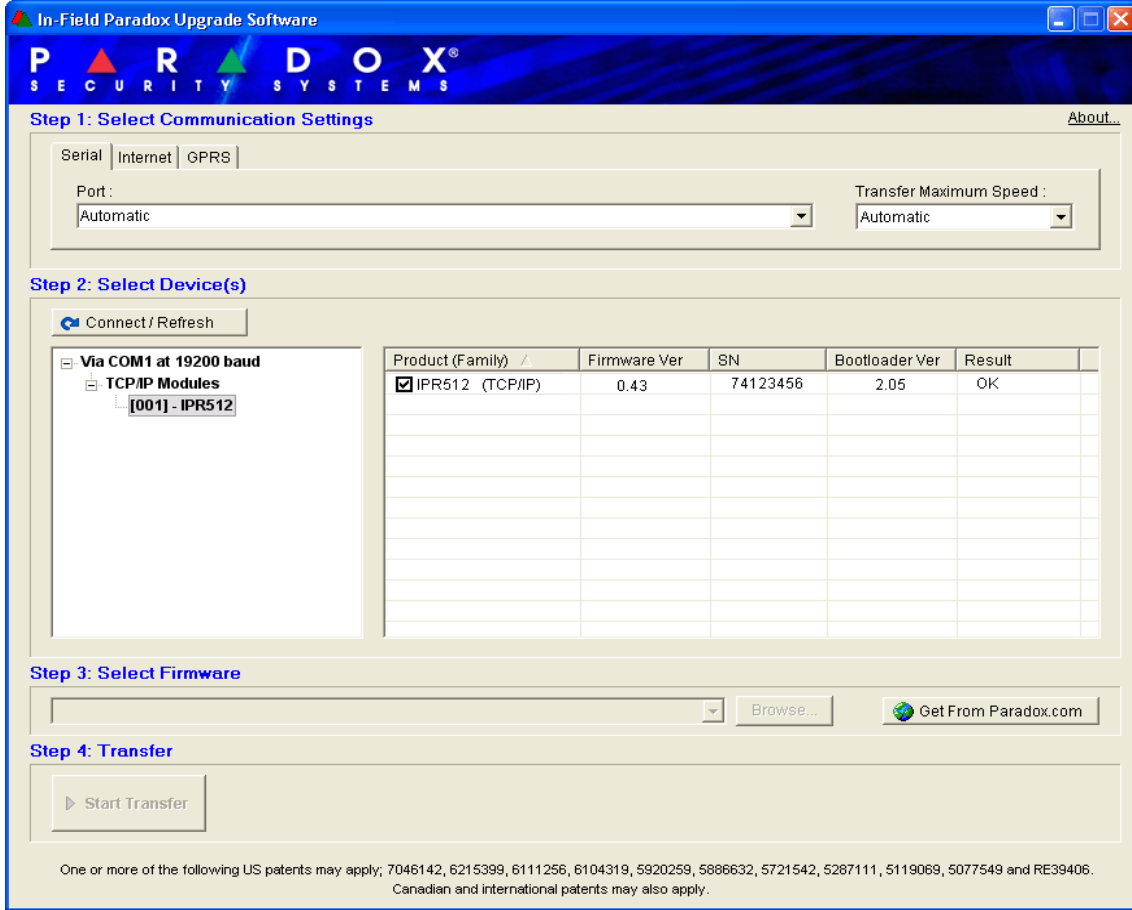 In-Field Paradox Upgrade Software
PARADOX®
SECURITY SYSTEMS
Step 1: Select Communication Settings
About...
Serial Internet GPRS
Port : Transfer Maximum Speed :
Automatic Automatic
Step 2: Select Device(s)
Connect / Refresh
Via COM1 at 19200 baud
TCP/IP Modules
[001] - IPR512
Product (Family) Firmware Ver SN Bootloader Ver Result
IPR512 (TCP/IP) 0.43 74123456 2.05 OK
Step 3: Select Firmware
Browse... Get From Paradox.com
Step 4: Transfer
Start Transfer
One or more of the following US patents may apply; 7046142, 6215399, 6111256, 6104319, 5920259, 5886632, 5721542, 5287111, 5119069, 5077549 and RE39406.
Canadian and international patents may also apply.